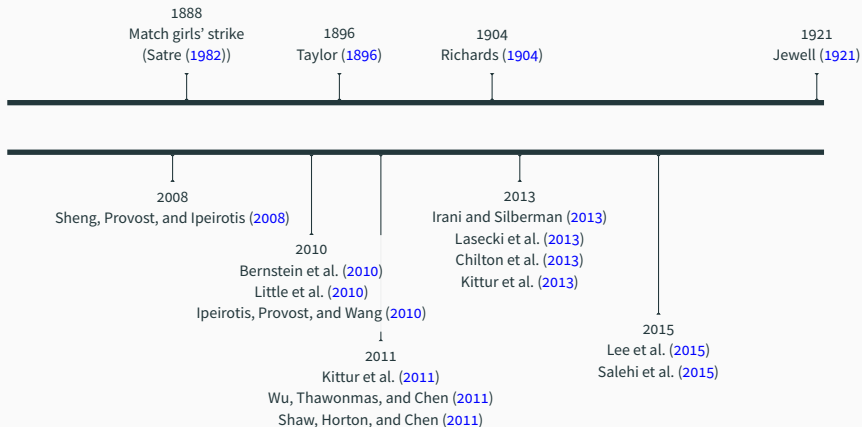 1888
Match girls’ strike
(Satre (1982))
1896
Taylor (1896)
1904
Richards (1904)
1921
Jewell (1921)
2008
Sheng, Provost, and Ipeirotis (2008)
2010
Bernstein et al. (2010)
Little et al. (2010)
Ipeirotis, Provost, and Wang (2010)
2011
Kittur et al. (2011)
Wu, Thawonmas, and Chen (2011)
Shaw, Horton, and Chen (2011)
2013
Irani and Silberman (2013)
Lasecki et al. (2013)
Chilton et al. (2013)
Kittur et al. (2013)
2015
Lee et al. (2015)
Salehi et al. (2015)